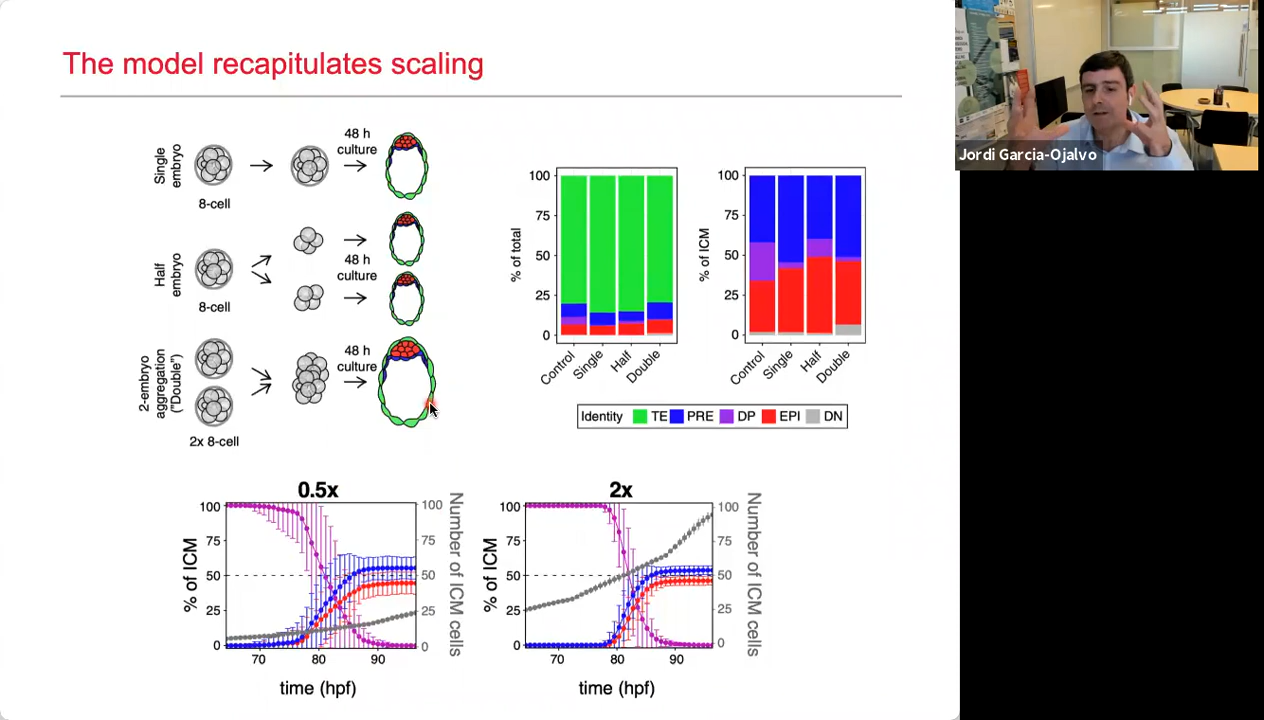 The model recapitulates scaling
Jordi Garcia-Ojalvo
Single
embryo
8-cell
48 h
culture
Half
embryo
8-cell
48 h
culture
2-embryo
aggregation
("Double")
2x 8-cell
48 h
culture
% of total
100
75
50
25
0
Control
Single
Half
Double
% of ICM
100
75
50
25
0
Control
Single
Half
Double
Identity TE PRE DP EPI DN
0.5x
% of ICM
100
75
50
25
0
70 80 90
time (hpf)
100
75
50
25
0
Number of ICM cells
2x
% of ICM
100
75
50
25
0
70 80 90
time (hpf)
100
75
50
25
0
Number of ICM cells